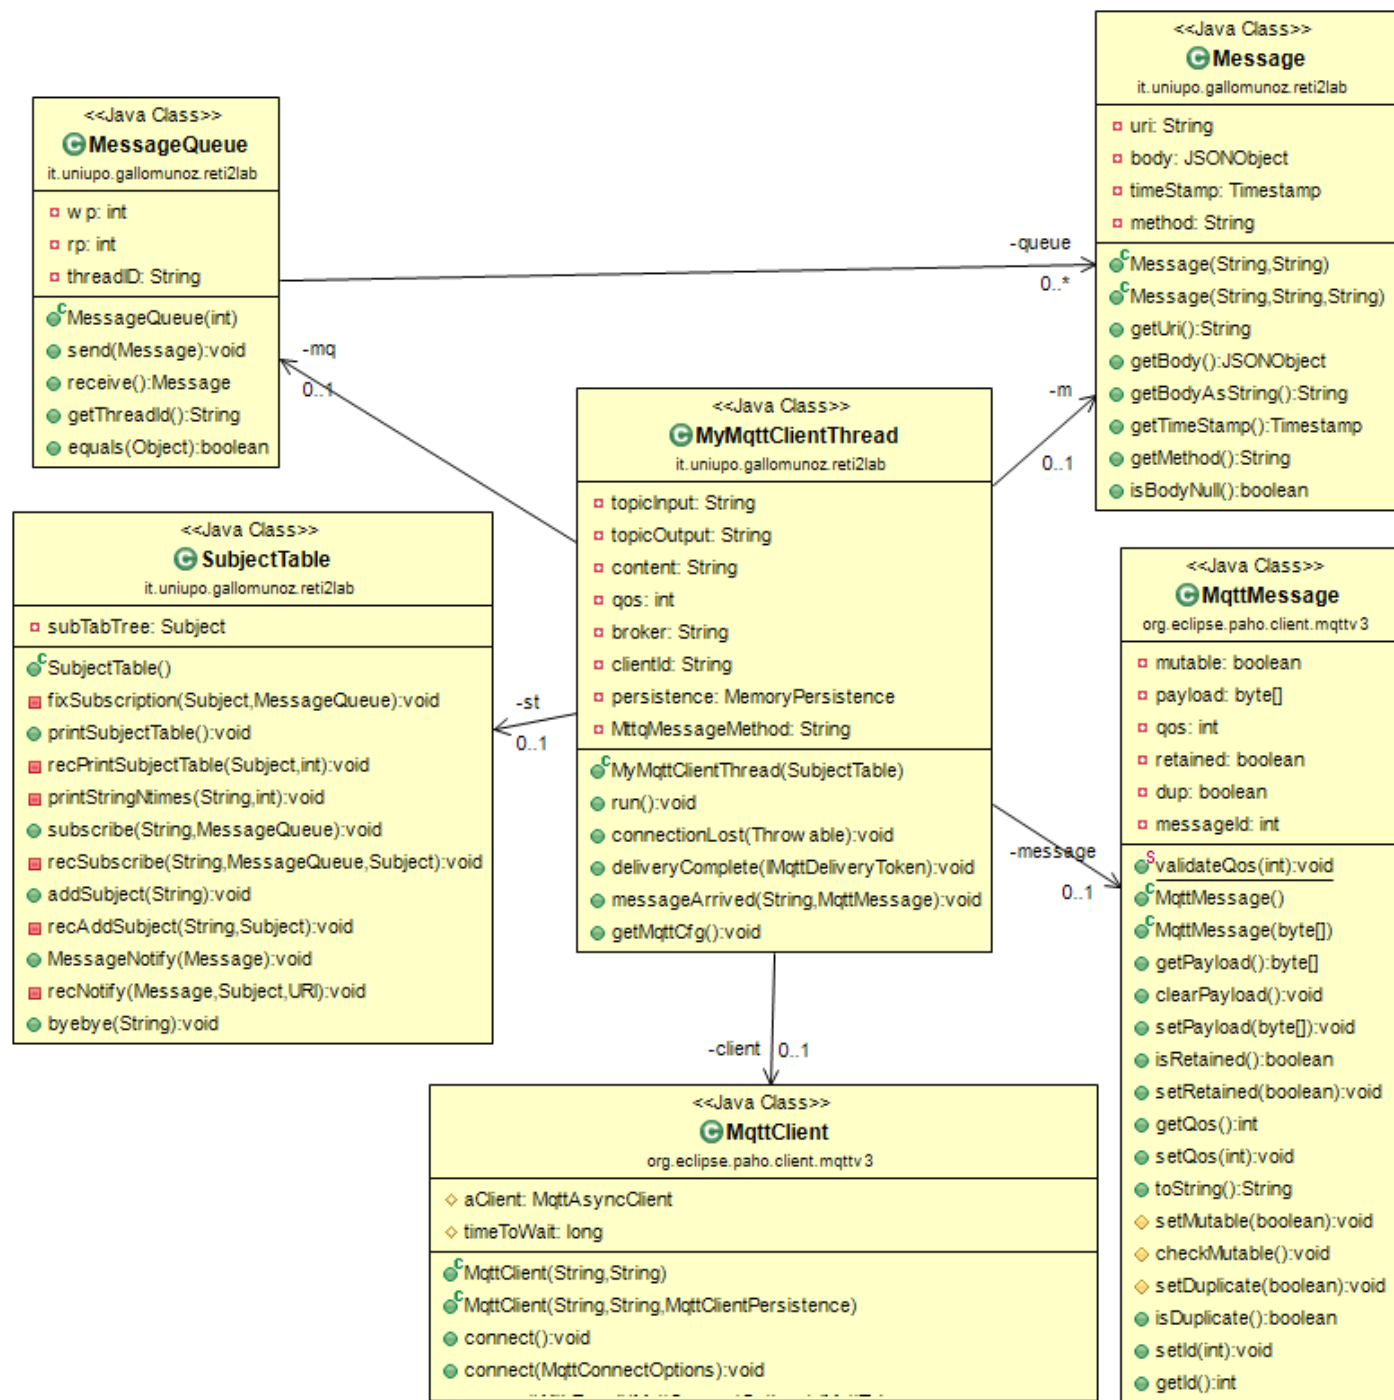 <<Java Class>>
Message
it.uniupo.gallomunoz.reti2lab
uri: String
body: JSONObject
timeStamp: Timestamp
method: String
Message(String,String)
Message(String,String,String)
getUri():String
getBody():JSONObject
getBodyAsString():String
getTimeStamp():Timestamp
getMethod():String
isBodyNull():boolean
<<Java Class>>
MessageQueue
it.uniupo.gallomunoz.reti2lab
wp: int
rp: int
threadID: String
MessageQueue(int)
send(Message):void
receive():Message
getThreadId():String
equals(Object):boolean
-queue
0..*
-mq
0..1
-m
0..1
<<Java Class>>
MyMqttClientThread
it.uniupo.gallomunoz.reti2lab
topicInput: String
topicOutput: String
content: String
qos: int
broker: String
clientId: String
persistence: MemoryPersistence
MttqMessageMethod: String
MyMqttClientThread(SubjectTable)
run():void
connectionLost(Throwable):void
deliveryComplete(IMqttDeliveryToken):void
messageArrived(String,MqttMessage):void
getMqttCfg():void
<<Java Class>>
SubjectTable
it.uniupo.gallomunoz.reti2lab
subTabTree: Subject
SubjectTable()
fixSubscription(Subject,MessageQueue):void
printSubjectTable():void
recPrintSubjectTable(Subject,int):void
printStringNtimes(String,int):void
subscribe(String,MessageQueue):void
recSubscribe(String,MessageQueue,Subject):void
addSubject(String):void
recAddSubject(String,Subject):void
MessageNotify(Message):void
recNotify(Message,Subject,URI):void
byebye(String):void
-st
0..1
-message
0..1
<<Java Class>>
MqttMessage
org.eclipse.paho.client.mqttv3
mutable: boolean
payload: byte[]
qos: int
retained: boolean
dup: boolean
messageId: int
validateQos(int):void
MqttMessage()
MqttMessage(byte[])
getPayload():byte[]
clearPayload():void
setPayload(byte[]):void
isRetained():boolean
setRetained(boolean):void
getQos():int
setQos(int):void
toString():String
setMutable(boolean):void
checkMutable():void
setDuplicate(boolean):void
isDuplicate():boolean
setId(int):void
getId():int
-client
0..1
<<Java Class>>
MqttClient
org.eclipse.paho.client.mqttv3
aClient: MqttAsyncClient
timeToWait: long
MqttClient(String,String)
MqttClient(String,String,MqttClientPersistence)
connect():void
connect(MqttConnectOptions):void